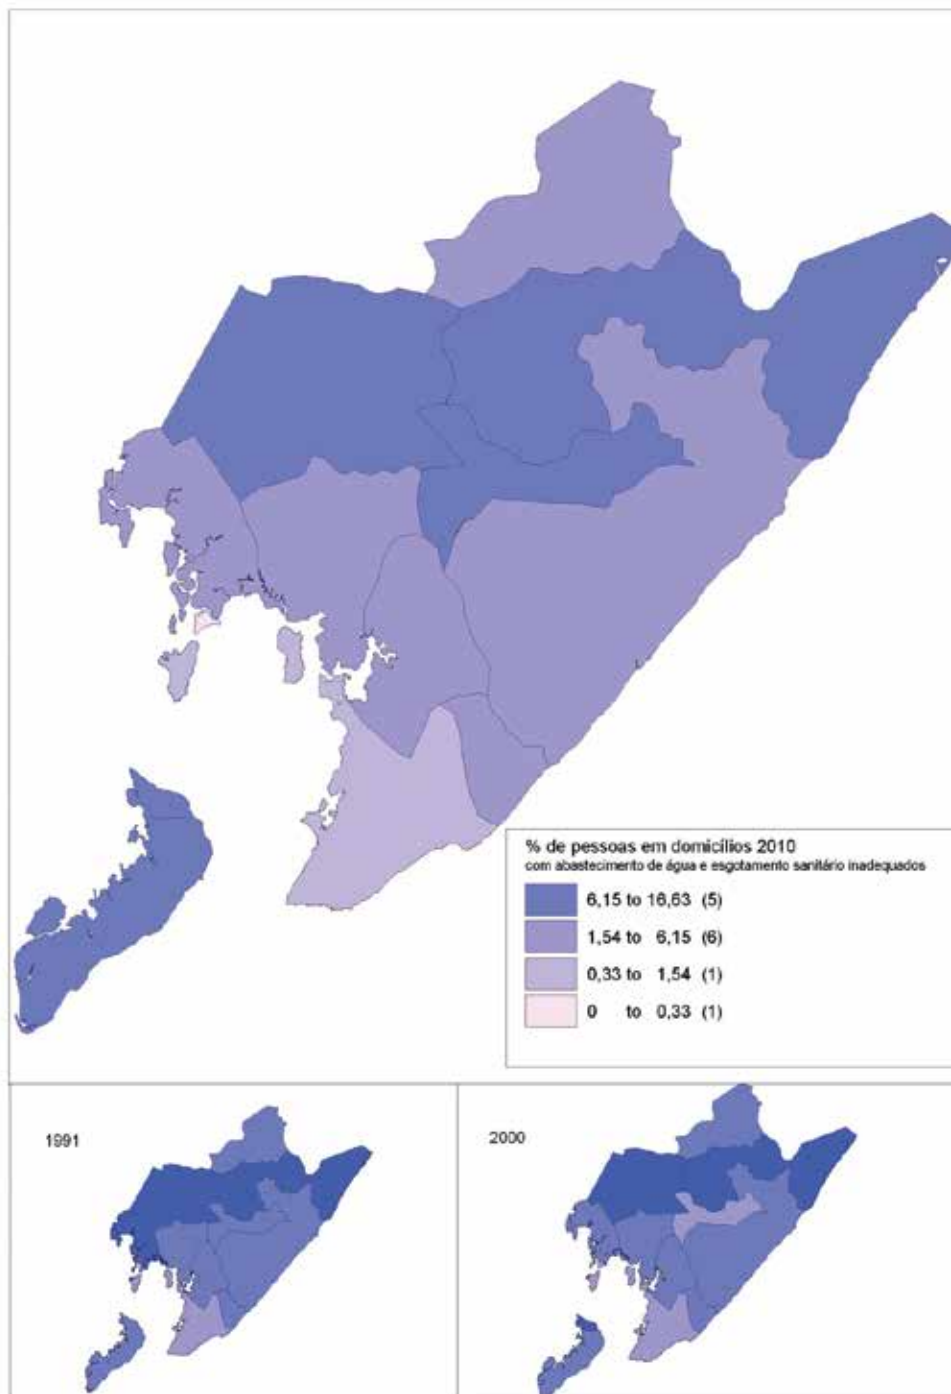 % de pessoas em domicílios 2010
com abastecimento de água e esgotamento sanitário inadequados
6,15 to 16,63 (5)
1,54 to 6,15 (6)
0,33 to 1,54 (1)
0 to 0,33 (1)
1991
2000